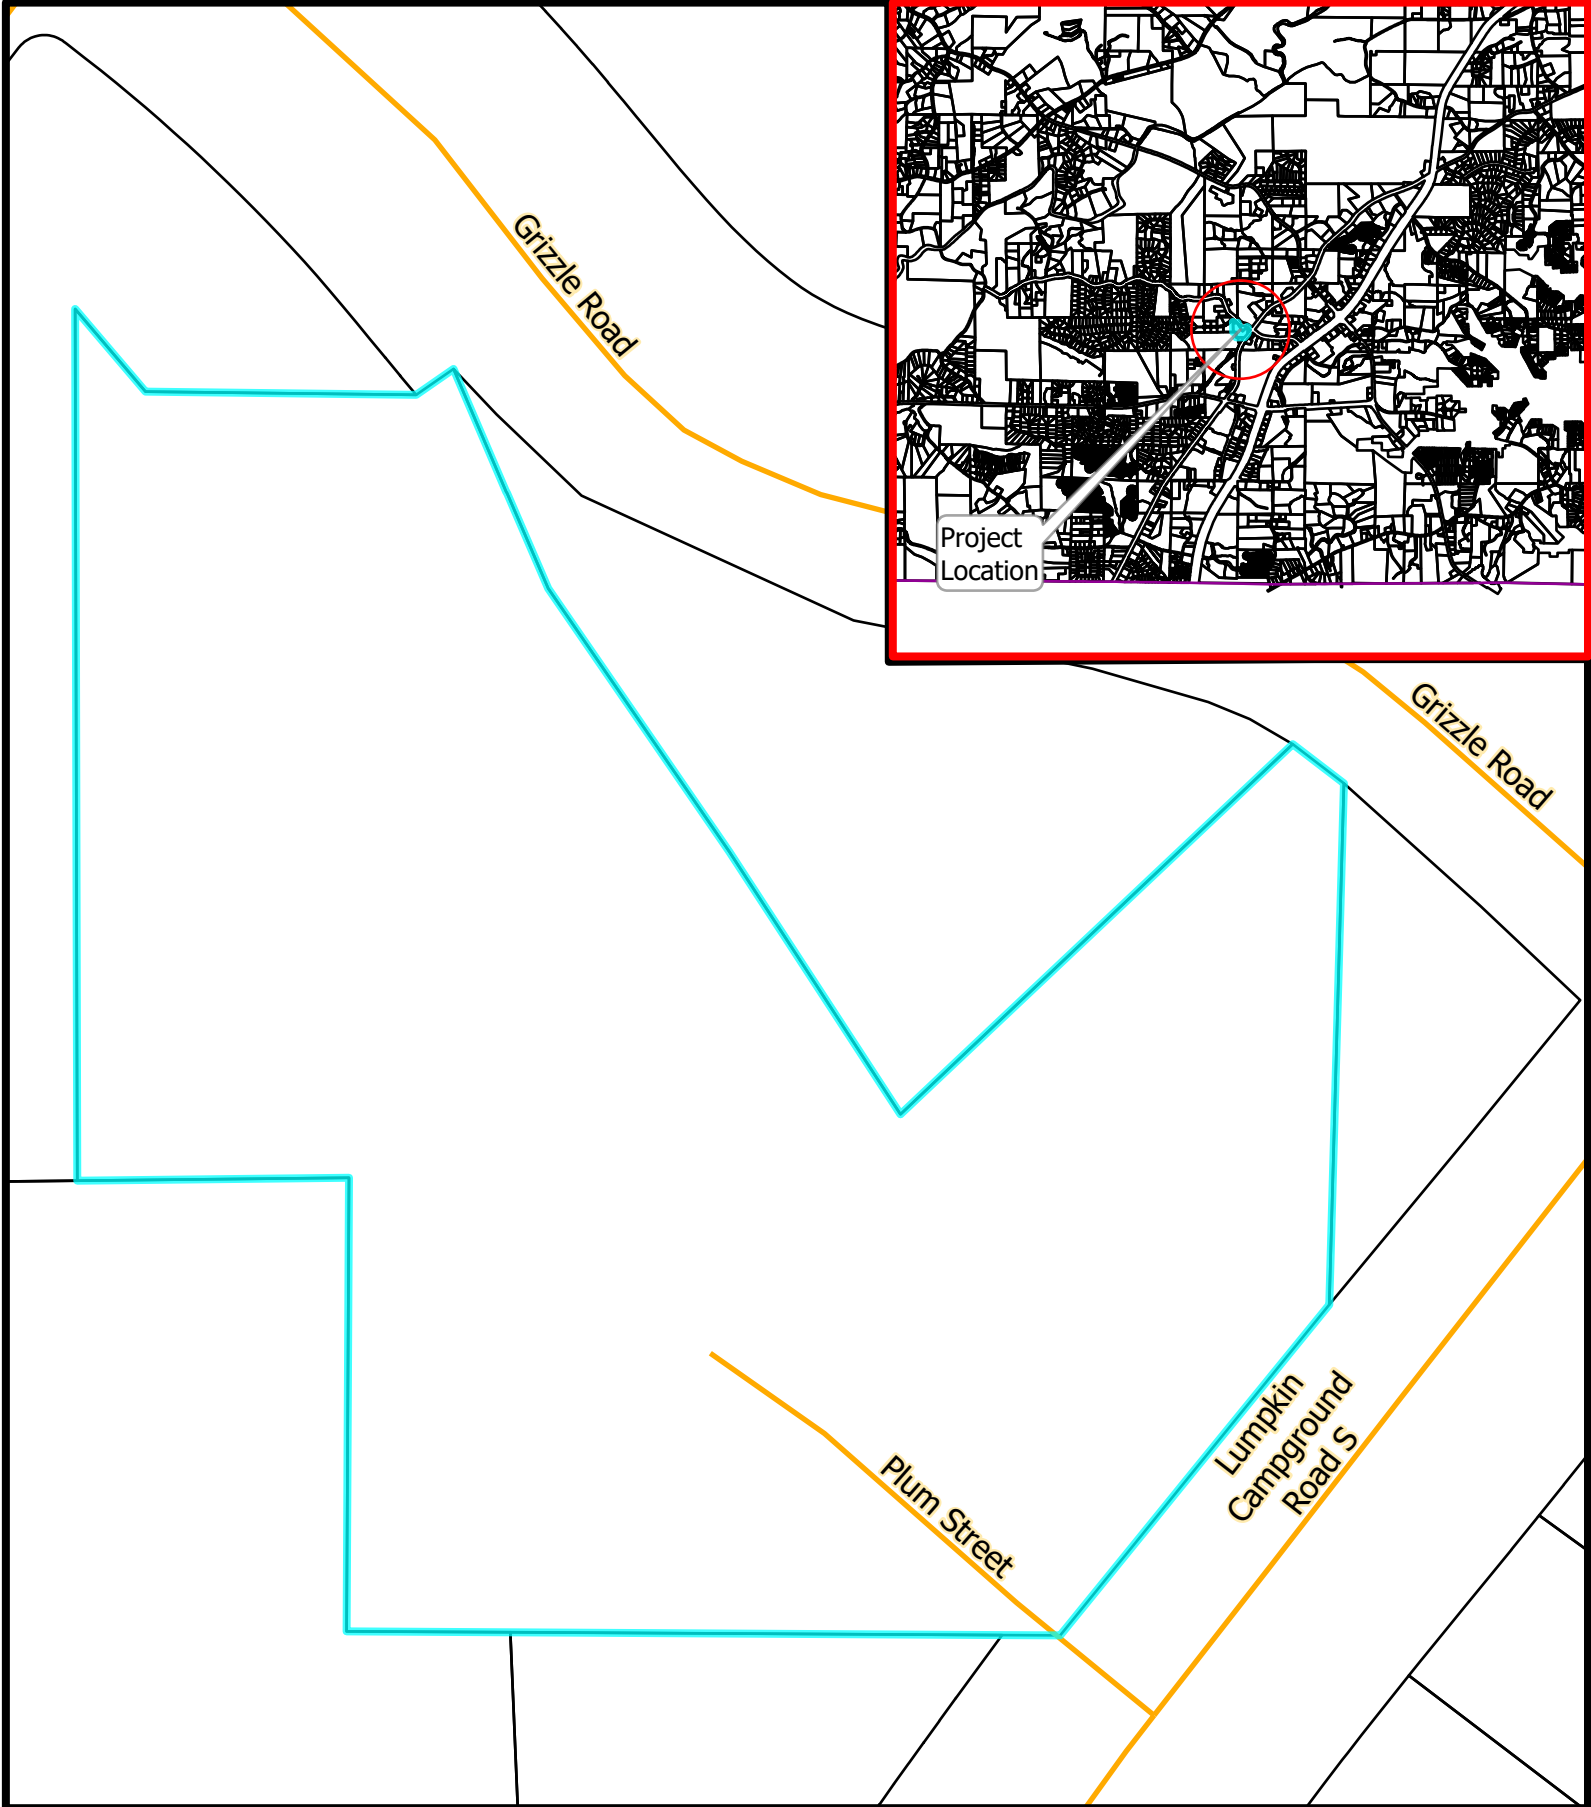 Grizzle Road
Project
Location
Grizzle Road
Lumpkin
Campground
Road S
Plum Street